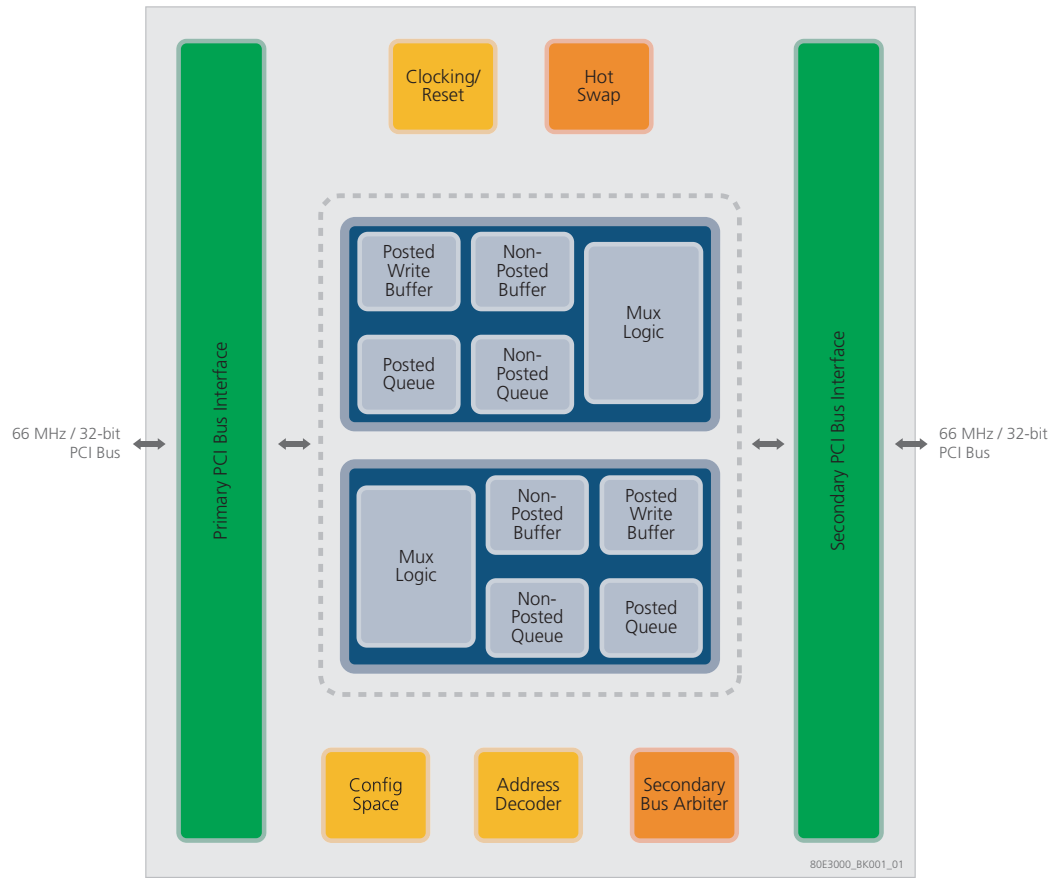 Clocking/
Reset
Hot
Swap
Posted
Write
Buffer
Non-
Posted
Buffer
Mux
Logic
Posted
Queue
Non-
Posted
Queue
Primary PCI Bus Interface
Secondary PCI Bus Interface
66 MHz / 32-bit
PCI Bus
66 MHz / 32-bit
PCI Bus
Mux
Logic
Non-
Posted
Buffer
Posted
Write
Buffer
Non-
Posted
Queue
Posted
Queue
Config
Space
Address
Decoder
Secondary
Bus Arbiter
80E3000_BK001_01